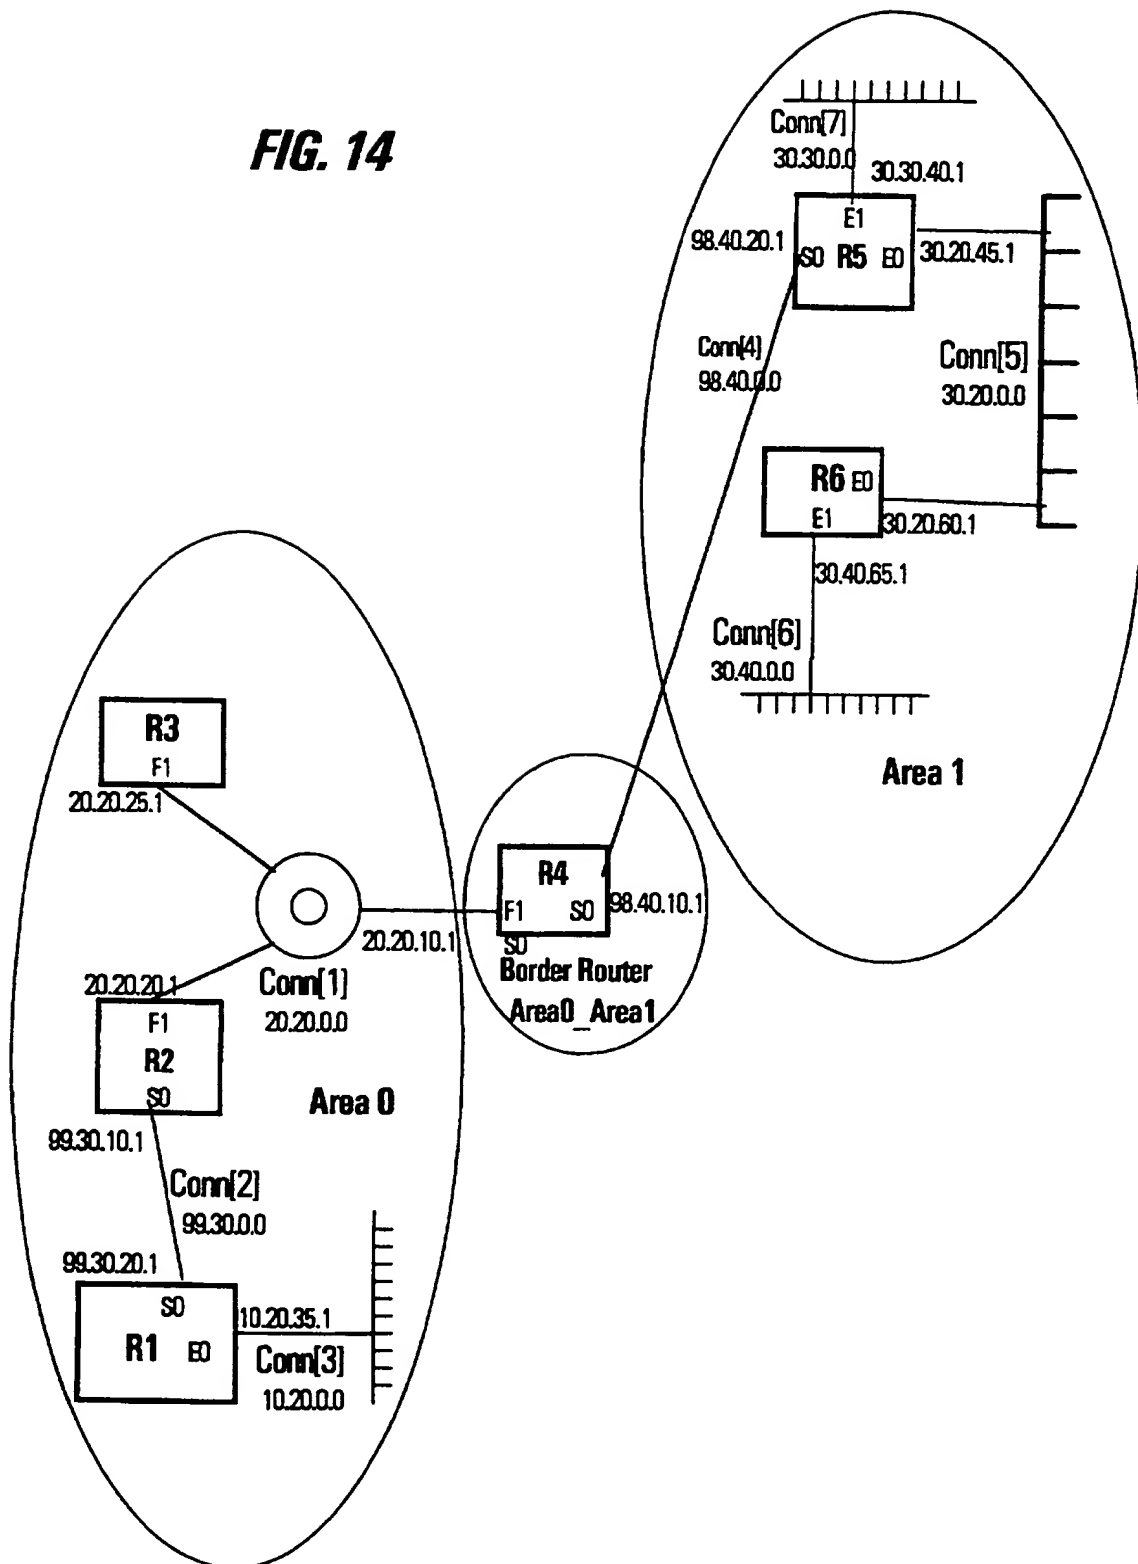 FIG. 14
Conn[7]
30.30.0.0
30.30.40.1
E1
98.40.20.1
S0 R5 E0
30.20.45.1
Conn[4]
98.40.0.0
Conn[5]
30.20.0.0
R6 E0
E1
30.20.60.1
30.40.65.1
Conn[6]
30.40.0.0
Area 1
R3
F1
20.20.25.1
R4
F1 S0
98.40.10.1
20.20.10.1
S0
Border Router
Area0_Area1
20.20.20.1
Conn[1]
20.20.0.0
F1
R2
S0
Area 0
99.30.10.1
Conn[2]
99.30.0.0
99.30.20.1
S0
R1 E0
10.20.35.1
Conn[3]
10.20.0.0